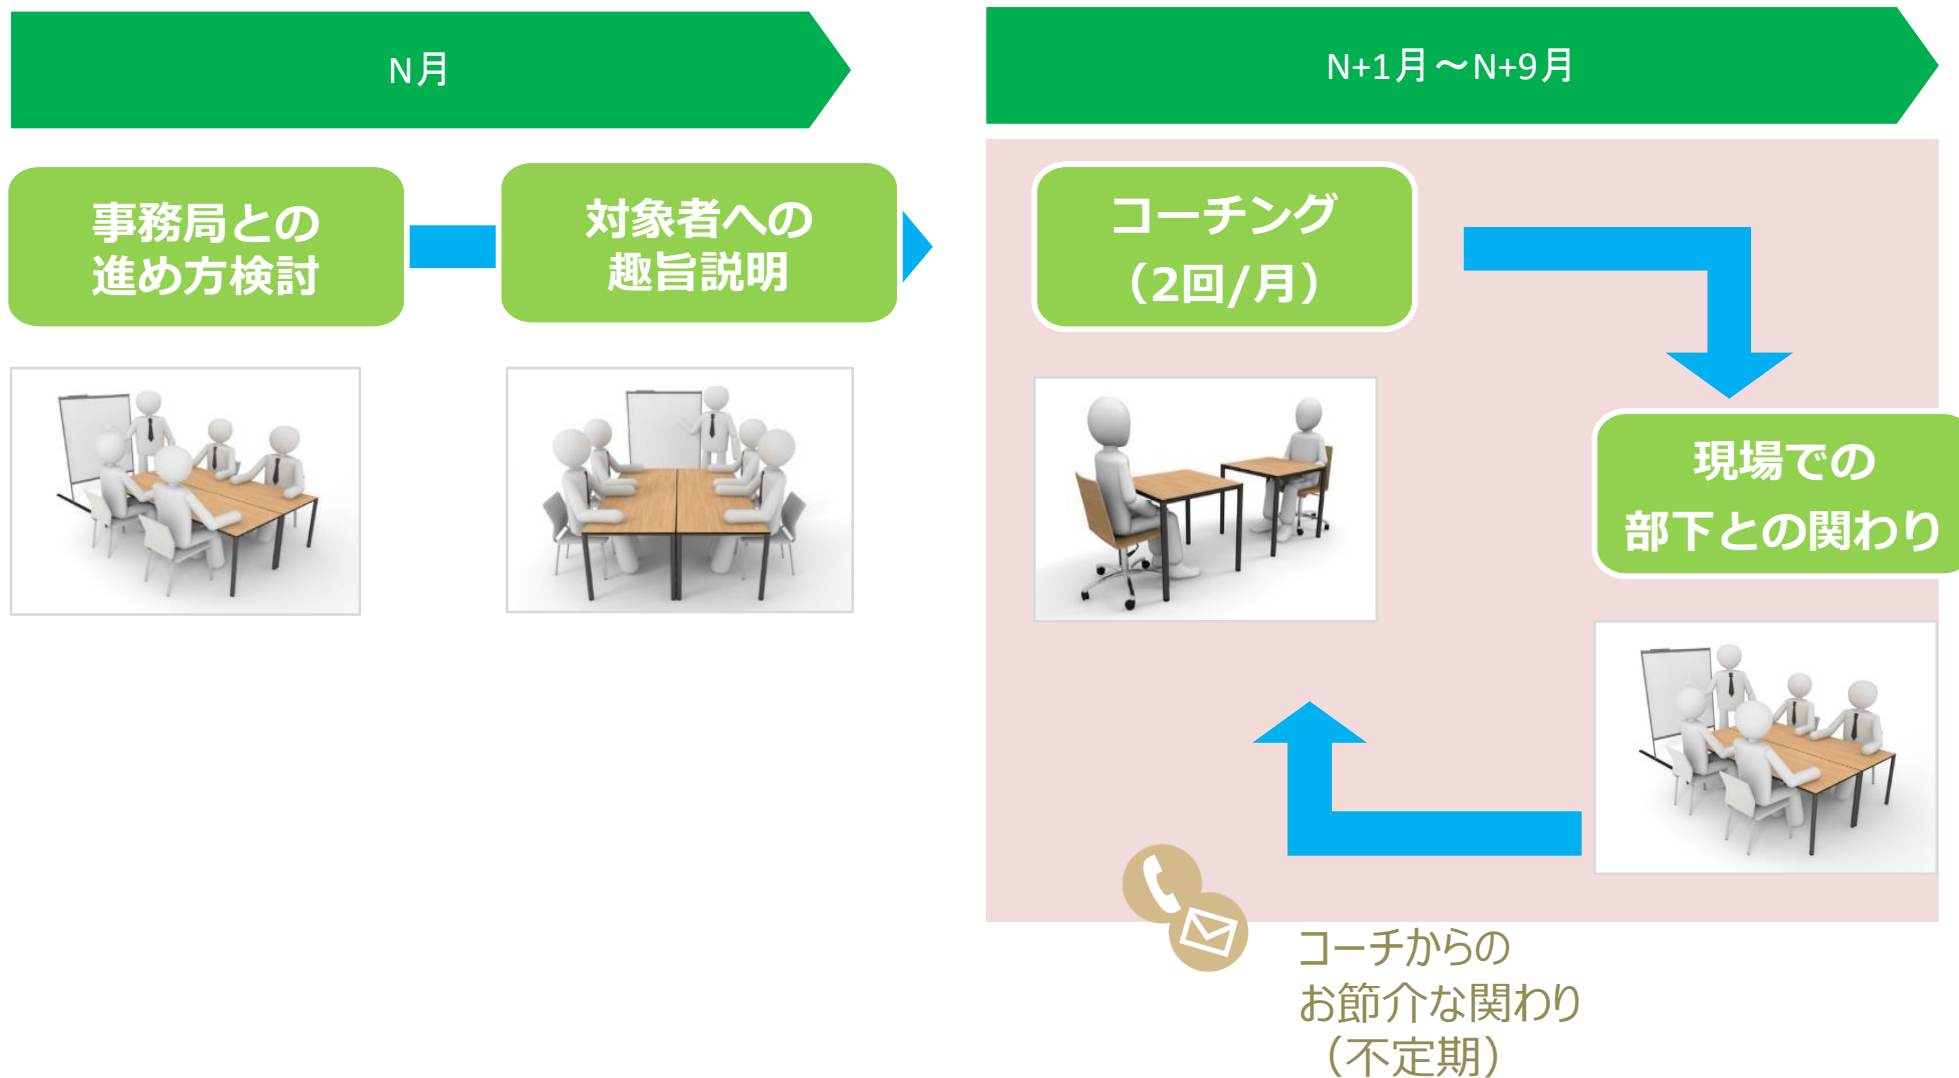 N月
N+1月～N+9月
事務局との
進め方検討
対象者への
趣旨説明
コーチング
（2回/月）
現場での
部下との関わり
コーチからの
お節介な関わり
（不定期）